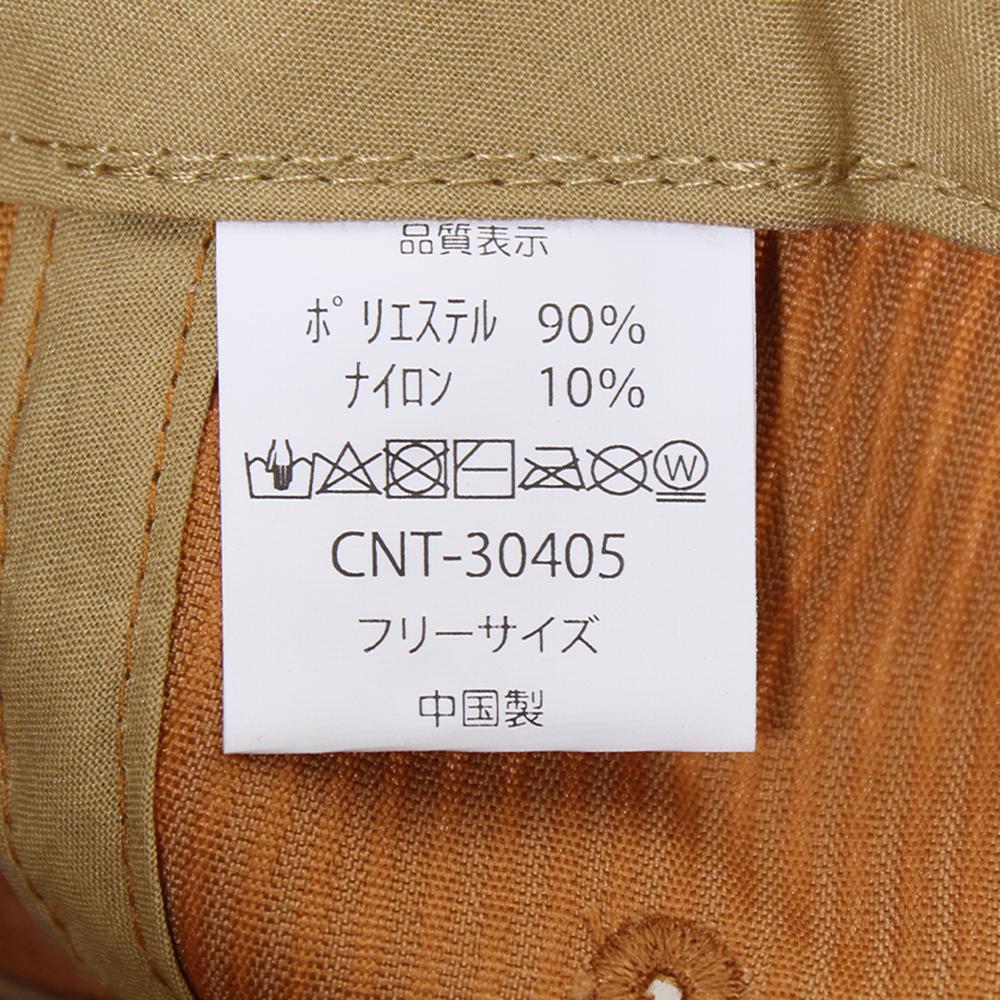 品質表示
ポリエステル 90%
ナイロン 10%
W
CNT-30405
フリーサイズ
中国製